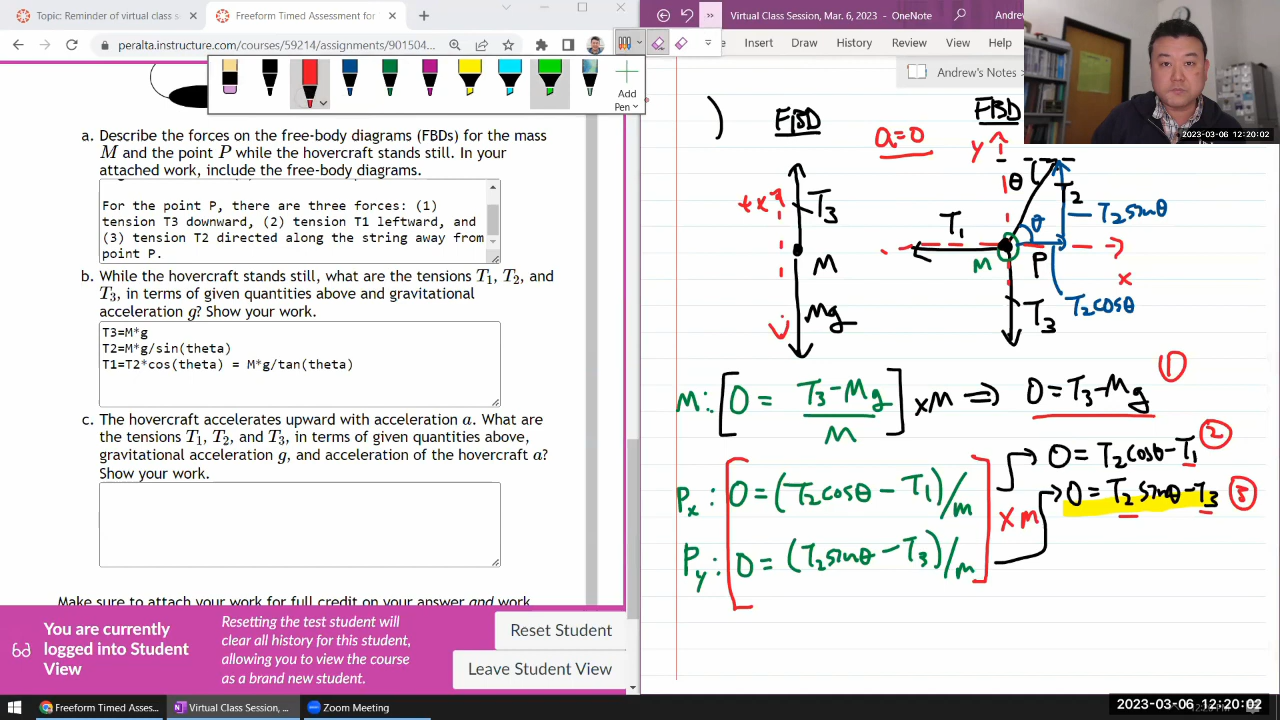 Topic: Reminder of virtual class s
Freeform Timed Assessment for
peralta.instructure.com/courses/59214/assignments/901504...
Add
Pen
a. Describe the forces on the free-body diagrams (FBDs) for the mass
M and the point P while the hovercraft stands still. In your
attached work, include the free-body diagrams.
For the point P, there are three forces: (1)
tension T3 downward, (2) tension T1 leftward, and
(3) tension T2 directed along the string away from
point P.
b. While the hovercraft stands still, what are the tensions T₁, T₂, and
T₃, in terms of given quantities above and gravitational
acceleration g? Show your work.
T3=M*g
T2=M*g/sin(theta)
T1=T2*cos(theta) = M*g/tan(theta)
c. The hovercraft accelerates upward with acceleration a. What are
the tensions T₁, T₂, and T₃, in terms of given quantities above,
gravitational acceleration g, and acceleration of the hovercraft a?
Show your work.
Make sure to attach your work for full credit on your answer and work
You are currently
logged into Student
View
Resetting the test student will
clear all history for this student,
allowing you to view the course
as a brand new student.
Reset Student
Leave Student View
Virtual Class Session, Mar. 6, 2023 - OneNote
Andre
Insert Draw History Review View Help
Andrew's Notes
2023-03-06 12:20:02
)
FBD
a=0
FBD
y
+x
T₃
M
Mg
θ
T₂
T₂sinθ
T₁
θ
M
P
x
T₃
T₂cosθ
M: [0 = T₃-Mg / M] xM ⇒ 0=T₃-Mg ①
0= T₂cosθ-T₁ ②
Px: 0=(T₂cosθ - T₁)/m
0= T₂sinθ-T₃ ③
x m
Py: 0= (T₂sinθ-T₃)/m
Freeform Timed Asses...
Virtual Class Session, ...
Zoom Meeting
2023-03-06 12:20:02